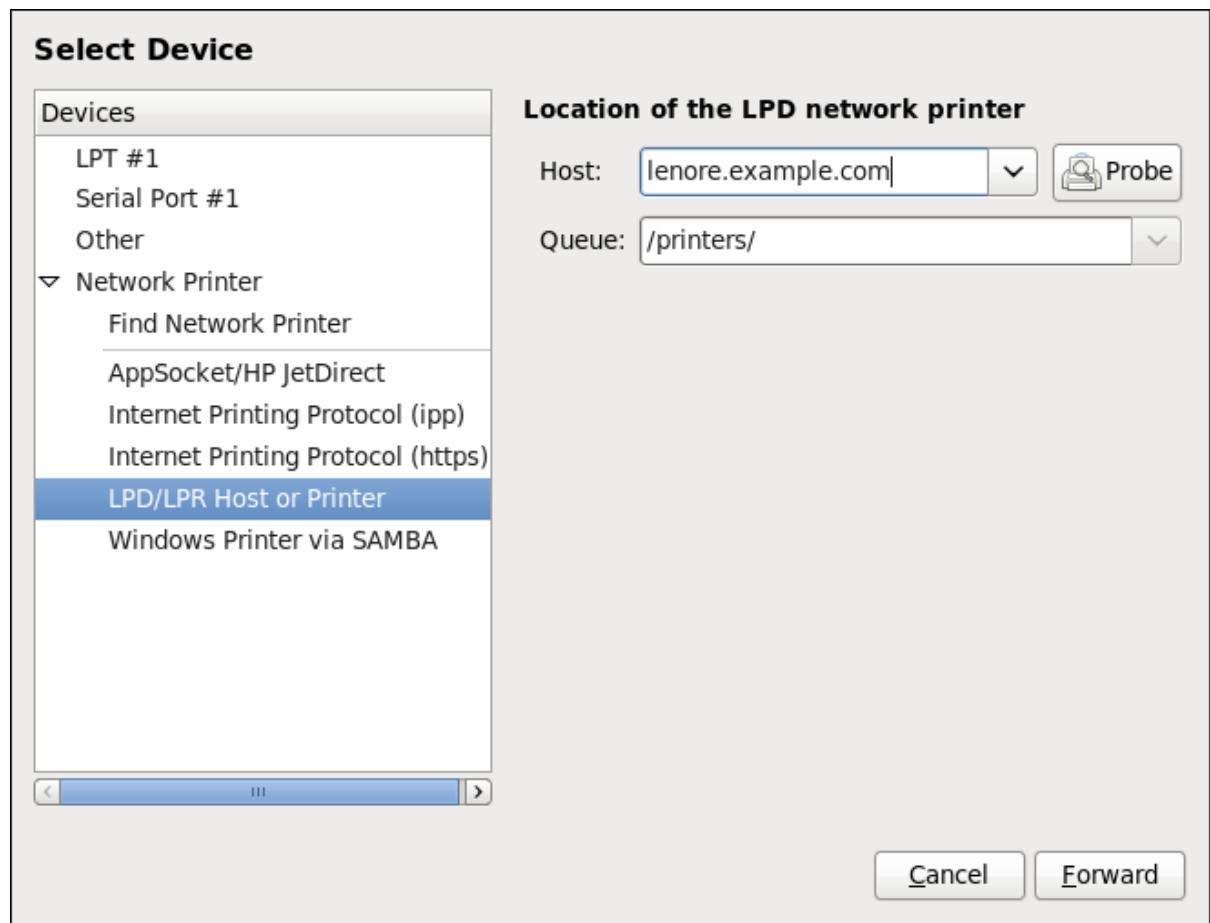 Select Device
Devices
LPT #1
Serial Port #1
Other
Network Printer
Find Network Printer
AppSocket/HP JetDirect
Internet Printing Protocol (ipp)
Internet Printing Protocol (https)
LPD/LPR Host or Printer
Windows Printer via SAMBA
Location of the LPD network printer
Host: lenore.example.com Probe
Queue: /printers/
Cancel Forward